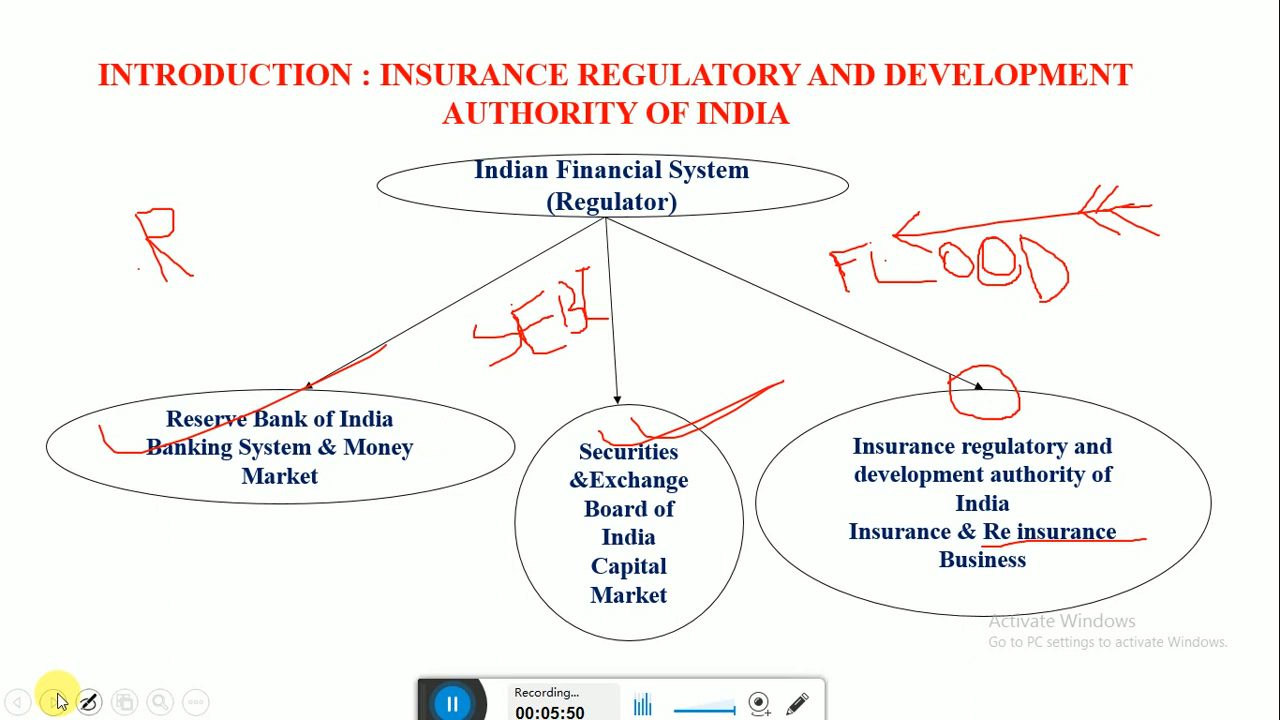 INTRODUCTION : INSURANCE REGULATORY AND DEVELOPMENT
AUTHORITY OF INDIA
Indian Financial System
(Regulator)
R
SEBI
FLOOD
Reserve Bank of India
Banking System & Money
Market
Securities
&Exchange
Board of
India
Capital
Market
Insurance regulatory and
development authority of
India
Insurance & Re insurance
Business
Activate Windows
Go to PC settings to activate Windows.
Recording...
00:05:50